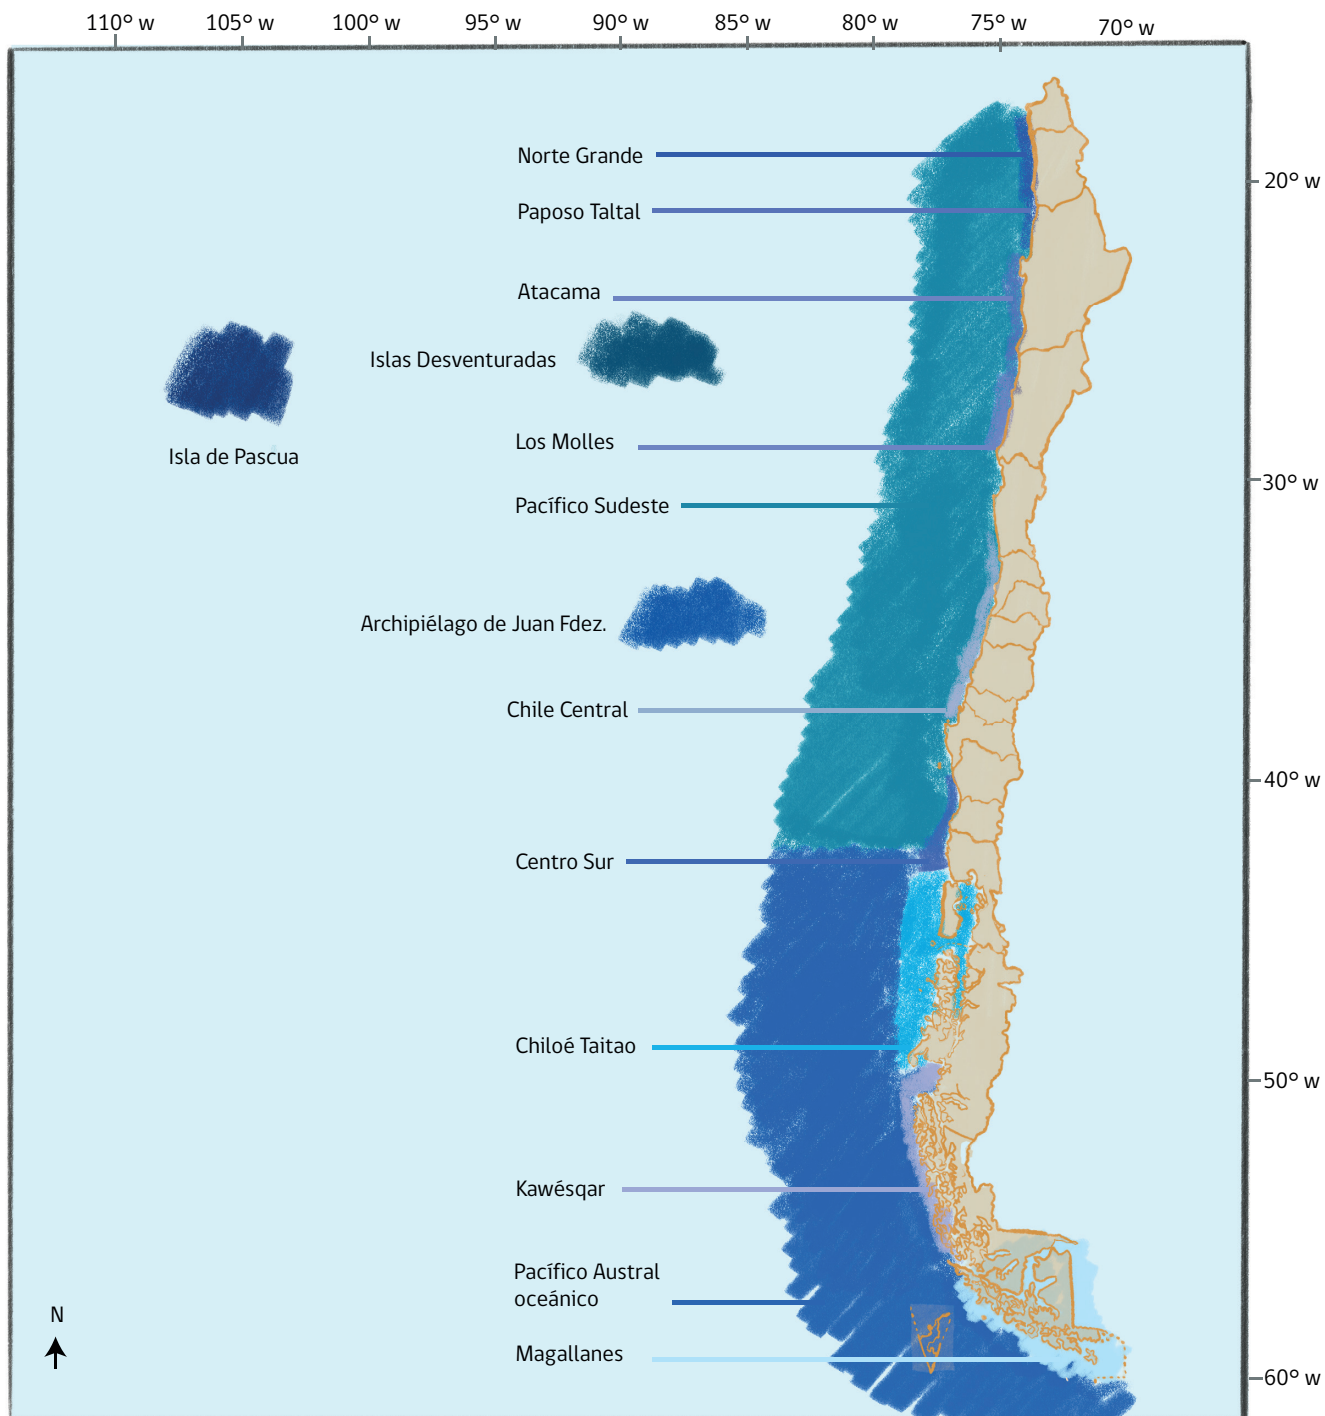 110° w 105° w 100° w 95° w 90° w 85° w 80° w 75° w 70° w
Norte Grande
20° w
Paposo Taltal
Atacama
Islas Desventuradas
Los Molles
Isla de Pascua
30° w
Pacífico Sudeste
Archipiélago de Juan Fdez.
Chile Central
40° w
Centro Sur
Chiloé Taitao
50° w
Kawésqar
Pacífico Austral
oceánico
N
Magallanes
60° w